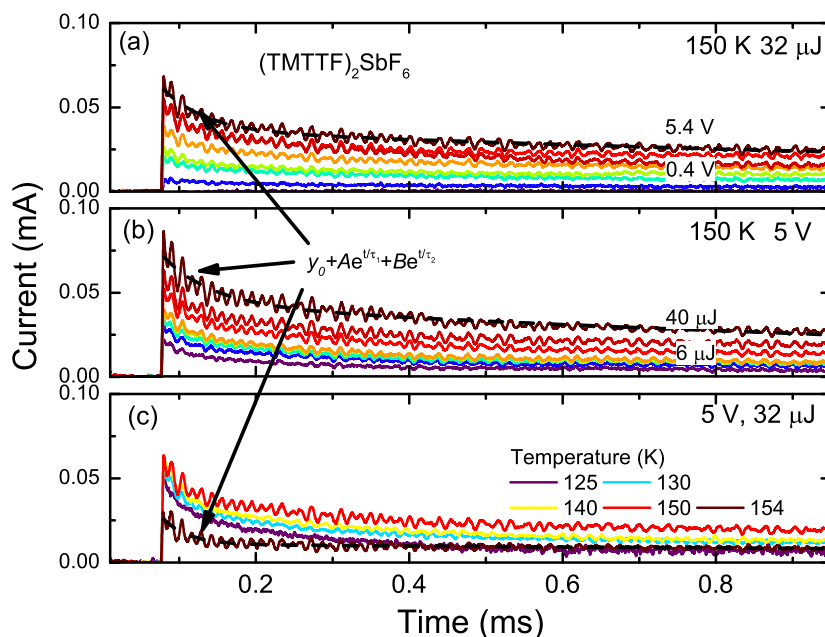 (a)
(TMTTF)₂SbF₆
150 K 32 μJ
0.10
0.05
0.00
5.4 V
0.4 V
(b)
150 K 5 V
0.10
0.05
0.00
y₀+Ae^{t/τ₁}+Be^{t/τ₂}
40 μJ
6 μJ
Current (mA)
(c)
5 V, 32 μJ
0.10
0.05
0.00
Temperature (K)
125 130
140 150 154
0.2 0.4 0.6 0.8
Time (ms)